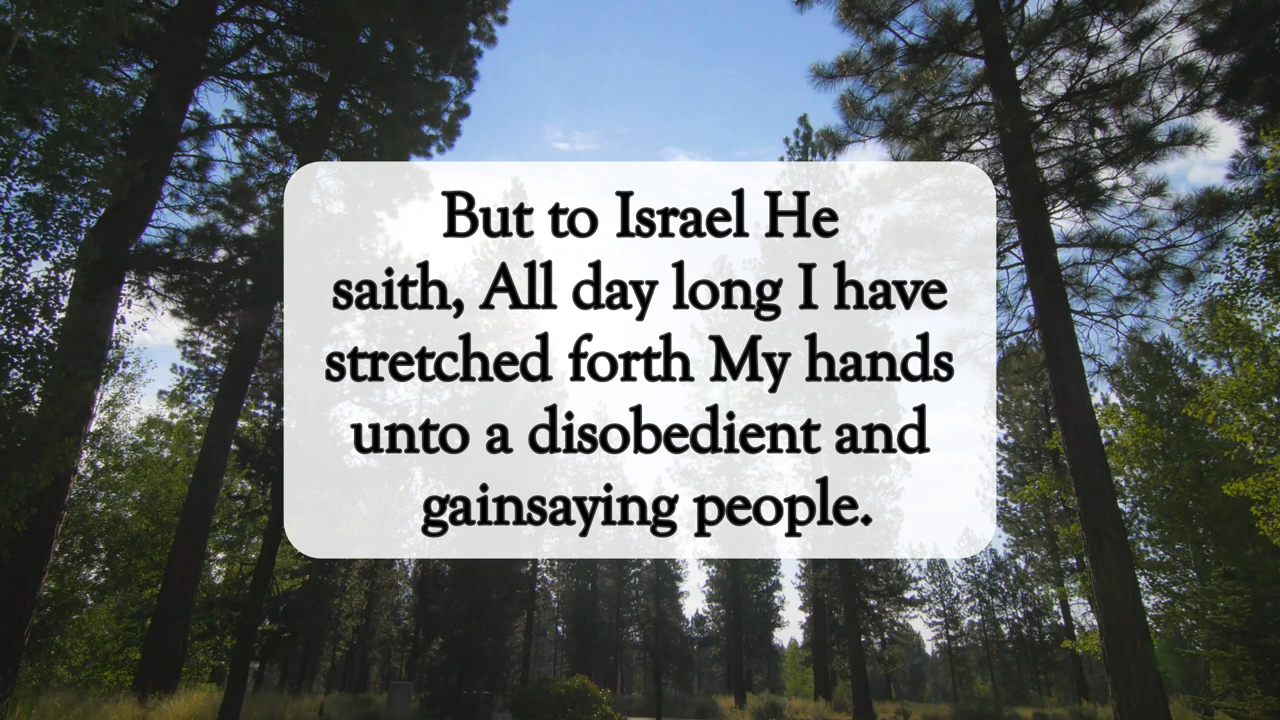 But to Israel He
saith, All day long I have
stretched forth My hands
unto a disobedient and
gainsaying people.